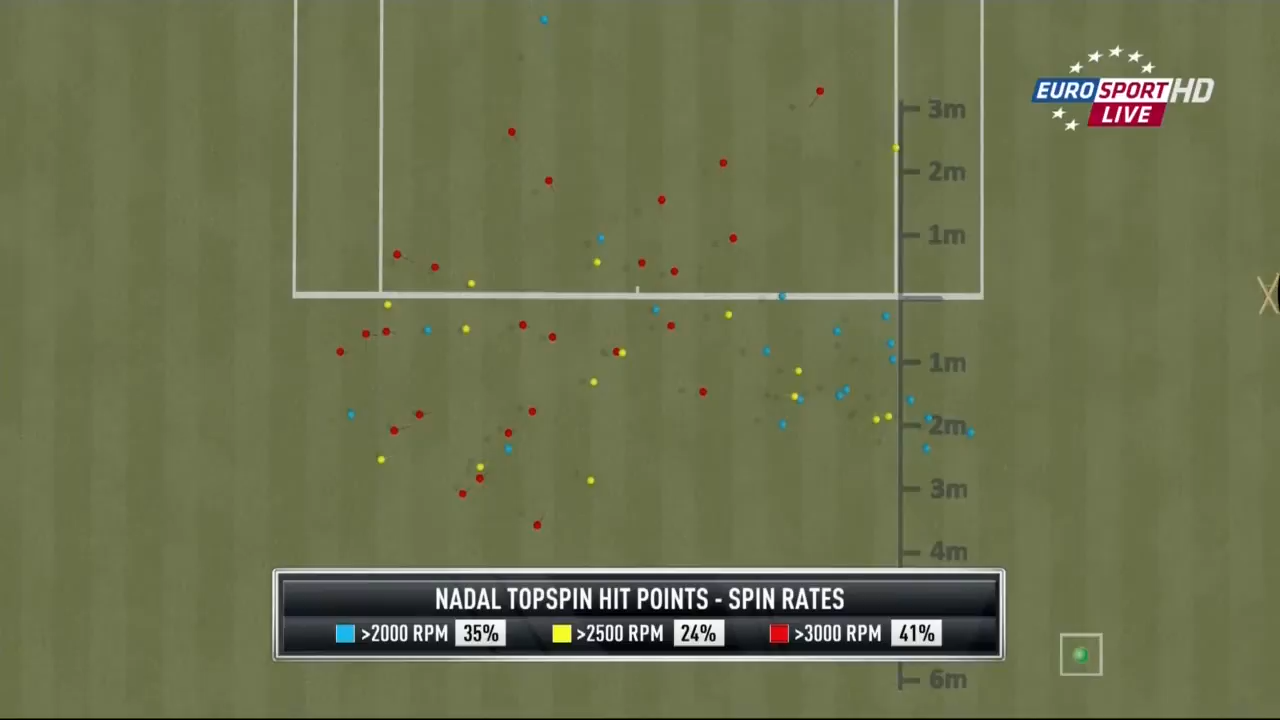 EUROSPORT HD
LIVE
3m
2m
1m
1m
2m
3m
4m
NADAL TOPSPIN HIT POINTS - SPIN RATES
>2000 RPM 35% >2500 RPM 24% >3000 RPM 41%
6m